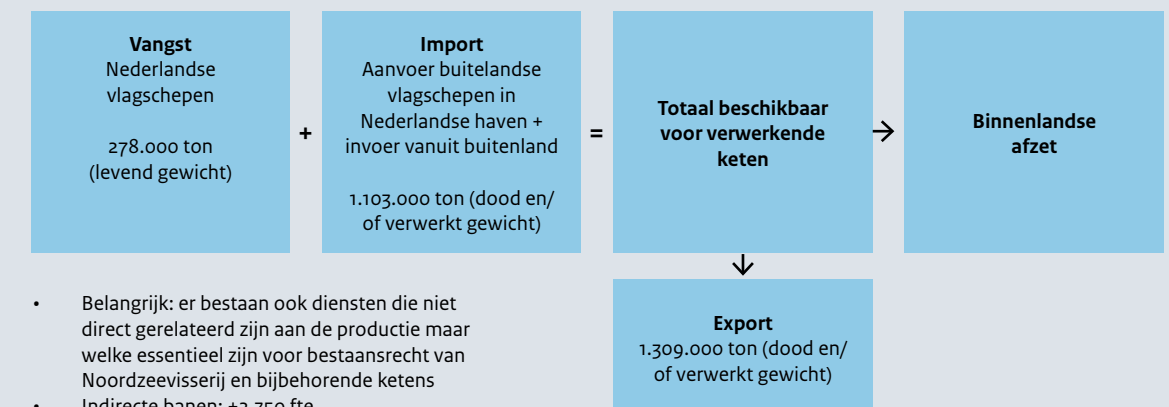 Vangst
Nederlandse
vlagschepen
278.000 ton
(levend gewicht)
+
Import
Aanvoer buitelandse
vlagschepen in
Nederlandse haven +
invoer vanuit buitenland
1.103.000 ton (dood en/
of verwerkt gewicht)
=
Totaal beschikbaar
voor verwerkende
keten
→
Binnenlandse
afzet
↓
Export
1.309.000 ton (dood en/
of verwerkt gewicht)
• Belangrijk: er bestaan ook diensten die niet
direct gerelateerd zijn aan de productie maar
welke essentieel zijn voor bestaansrecht van
Noordzeevisserij en bijbehorende ketens
• Indirecte banen: